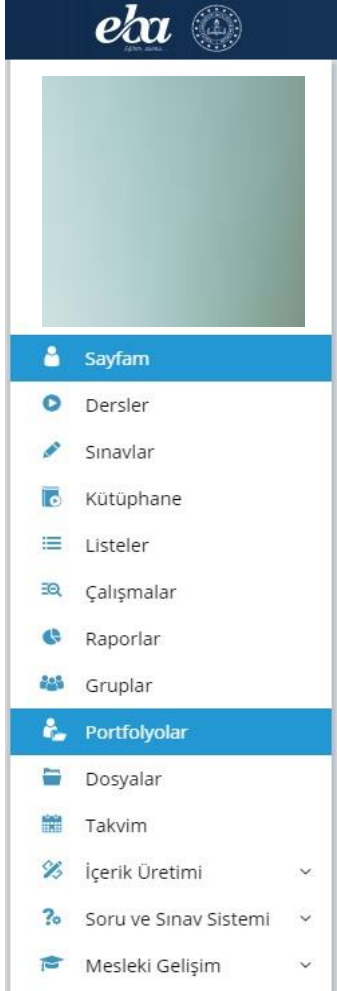 eba
Sayfam
Dersler
Sınavlar
Kütüphane
Listeler
Çalışmalar
Raporlar
Gruplar
Portfolyolar
Dosyalar
Takvim
İçerik Üretimi
Soru ve Sınav Sistemi
Mesleki Gelişim